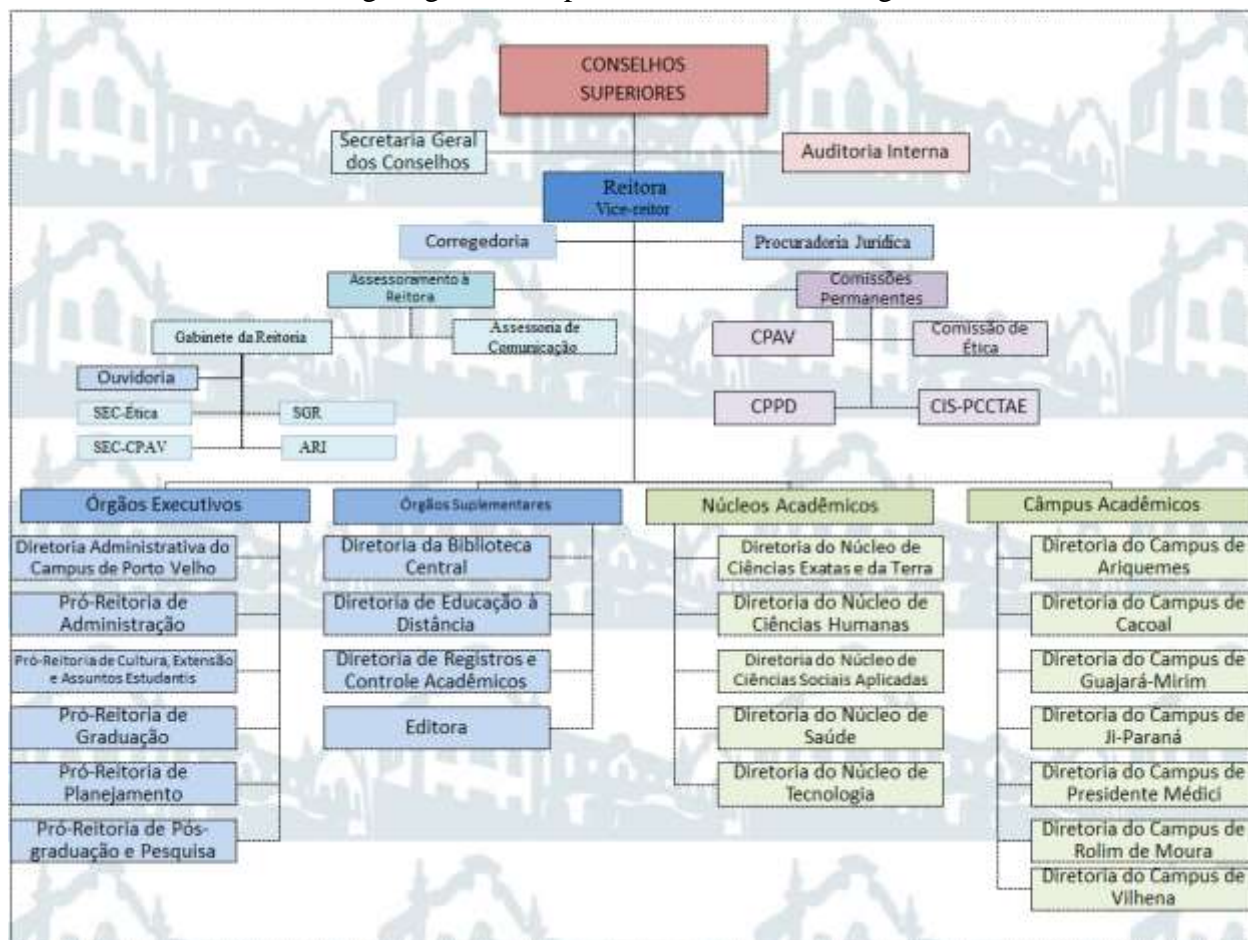 CONSELHOS
SUPERIORES
Secretaria Geral
dos Conselhos
Auditoria Interna
Reitora
Vice-reitor
Corregedoria
Procuradoria Jurídica
Assessoramento à
Reitora
Comissões
Permanentes
Gabinete da Reitoria
Assessoria de
Comunicação
CPAV
Comissão de
Ética
Ouvidoria
SEC-Ética
SGR
CPPD
CIS-PCCTAE
SEC-CPAV
ARI
Órgãos Executivos
Diretoria Administrativa do
Campus de Porto Velho
Pró-Reitoria de
Administração
Pró-Reitoria de Cultura, Extensão
e Assuntos Estudantis
Pró-Reitoria de
Graduação
Pró-Reitoria de
Planejamento
Pró-Reitoria de Pós-
graduação e Pesquisa
Órgãos Suplementares
Diretoria da Biblioteca
Central
Diretoria de Educação à
Distância
Diretoria de Registros e
Controle Acadêmicos
Editora
Núcleos Acadêmicos
Diretoria do Núcleo de
Ciências Exatas e da Terra
Diretoria do Núcleo de
Ciências Humanas
Diretoria do Núcleo de
Ciências Sociais Aplicadas
Diretoria do Núcleo de
Saúde
Diretoria do Núcleo de
Tecnologia
Câmpus Acadêmicos
Diretoria do Campus de
Ariquemes
Diretoria do Campus de
Cacoal
Diretoria do Campus de
Guajará-Mirim
Diretoria do Campus de
Ji-Paraná
Diretoria do Campus de
Presidente Médici
Diretoria do Campus de
Rolim de Moura
Diretoria do Campus de
Vilhena